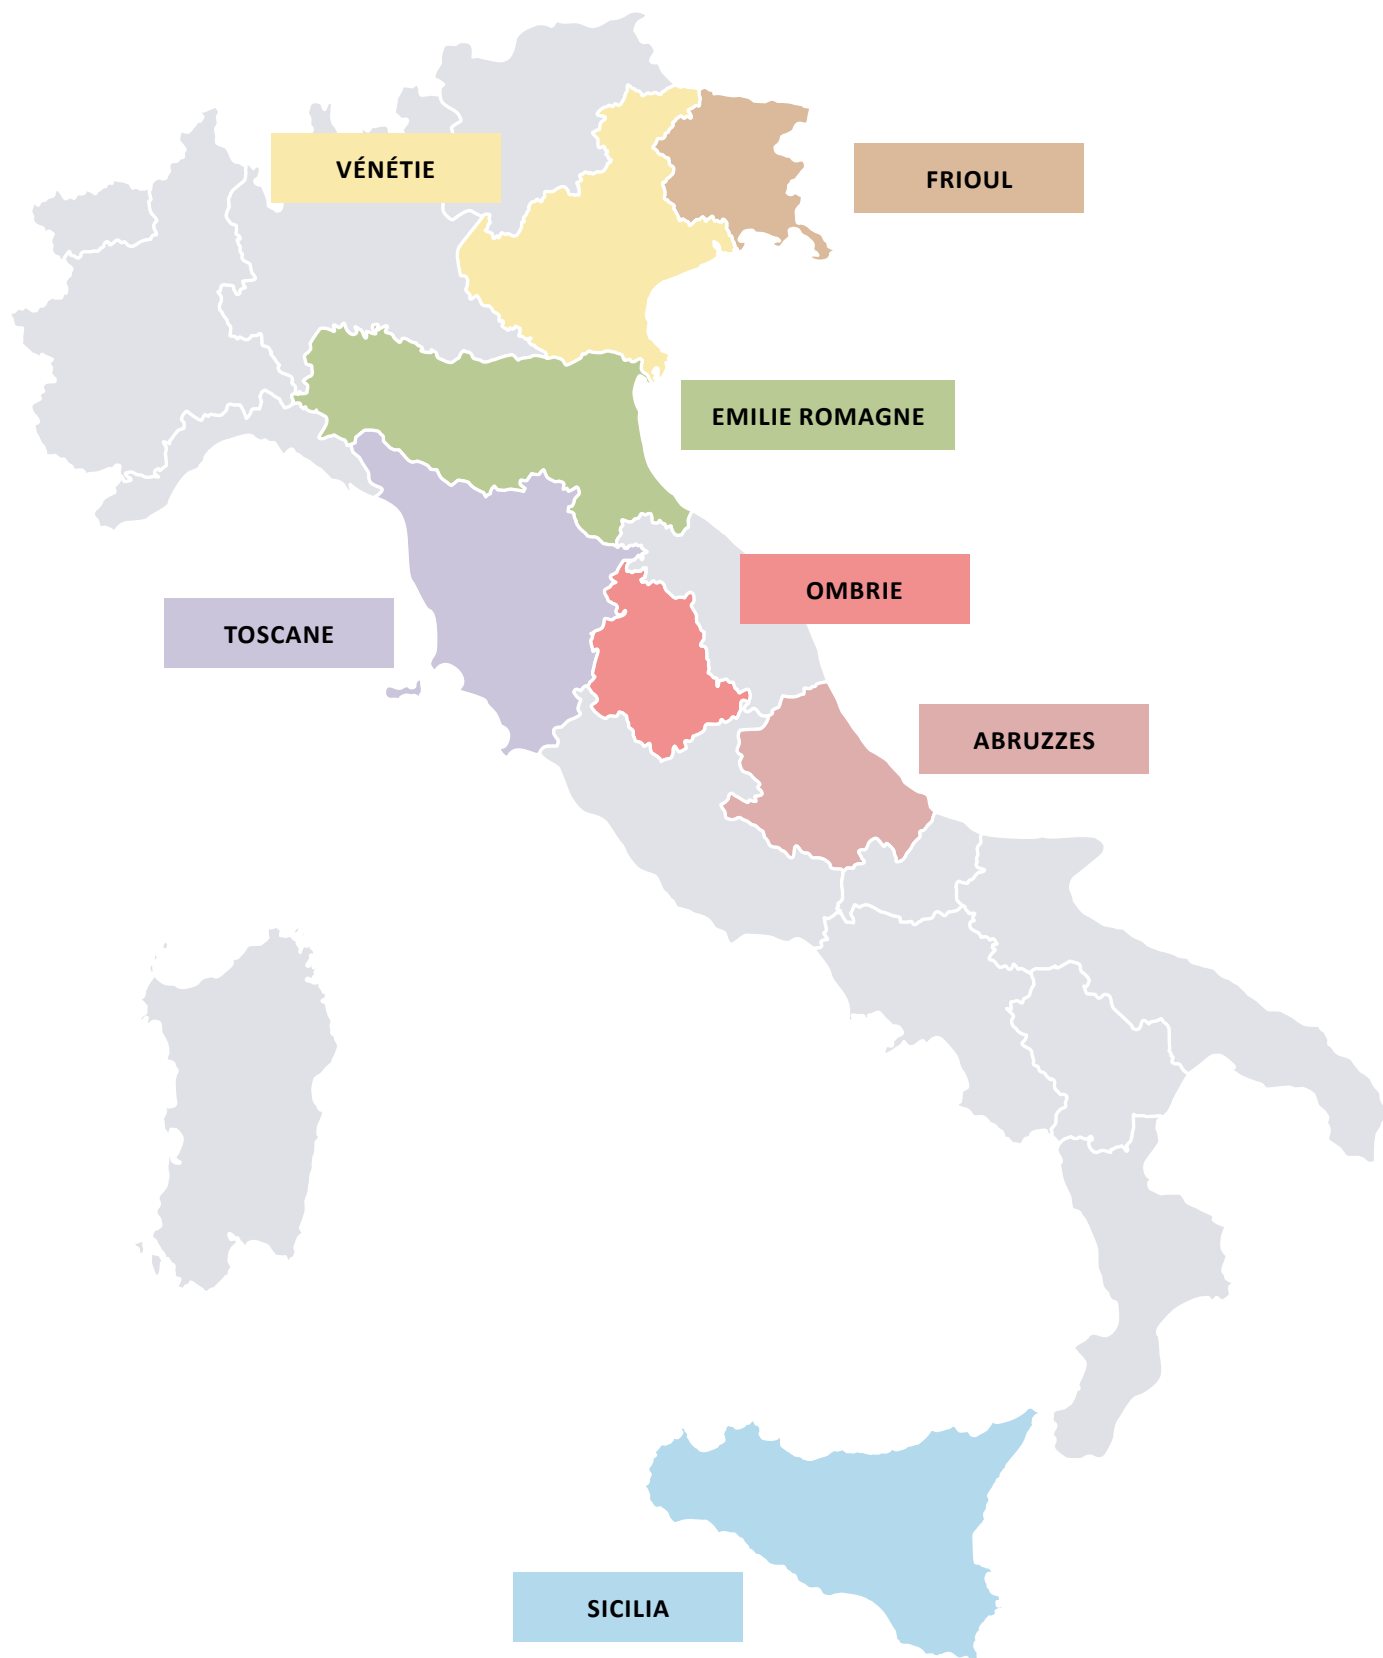 VÉNÉTIE
FRIOUL
EMILIE ROMAGNE
OMBRIE
TOSCANE
ABRUZZES
SICILIA